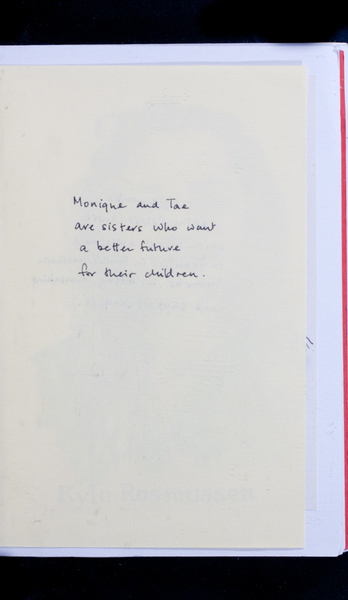 Monique and Tae
are sisters who want
a better future
for their children.